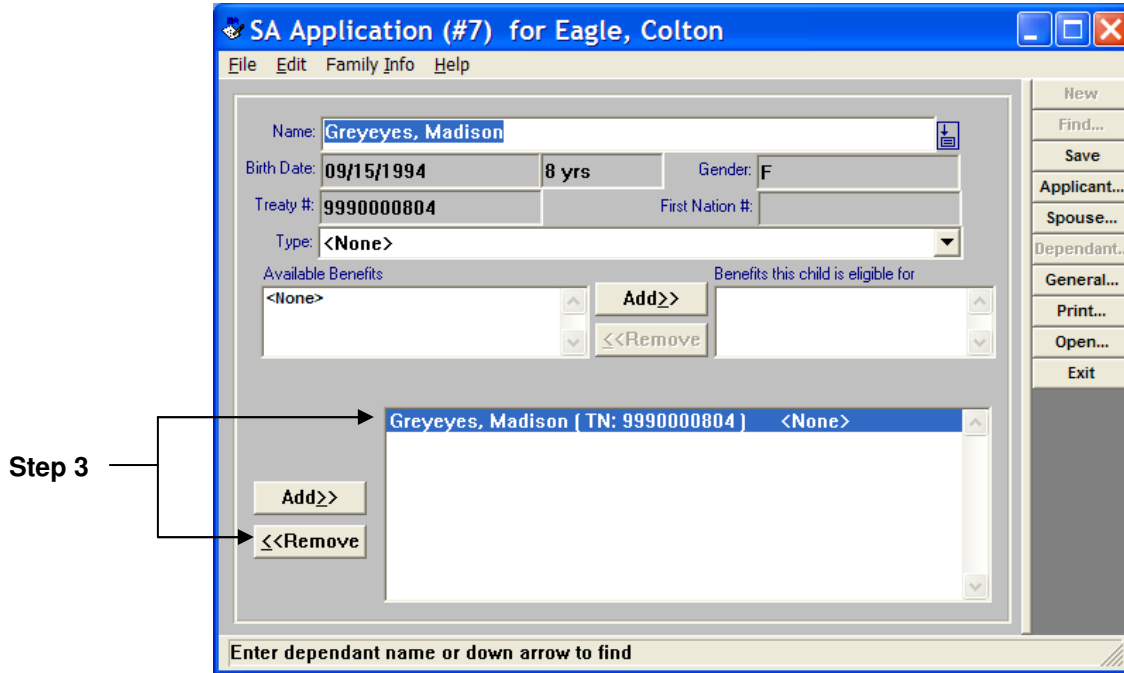 SA Application (#7) for Eagle, Colton
File Edit Family Info Help
New
Find...
Save
Applicant...
Spouse...
Dependant..
General...
Print...
Open...
Exit
Name: Greyeyes, Madison
Birth Date: 09/15/1994 8 yrs Gender: F
Treaty #: 9990000804 First Nation #:
Type: <None>
Available Benefits Benefits this child is eligible for
<None>
Add>>
<<Remove
Greyeyes, Madison ( TN: 9990000804 ) <None>
Step 3
Add>>
<<Remove
Enter dependant name or down arrow to find